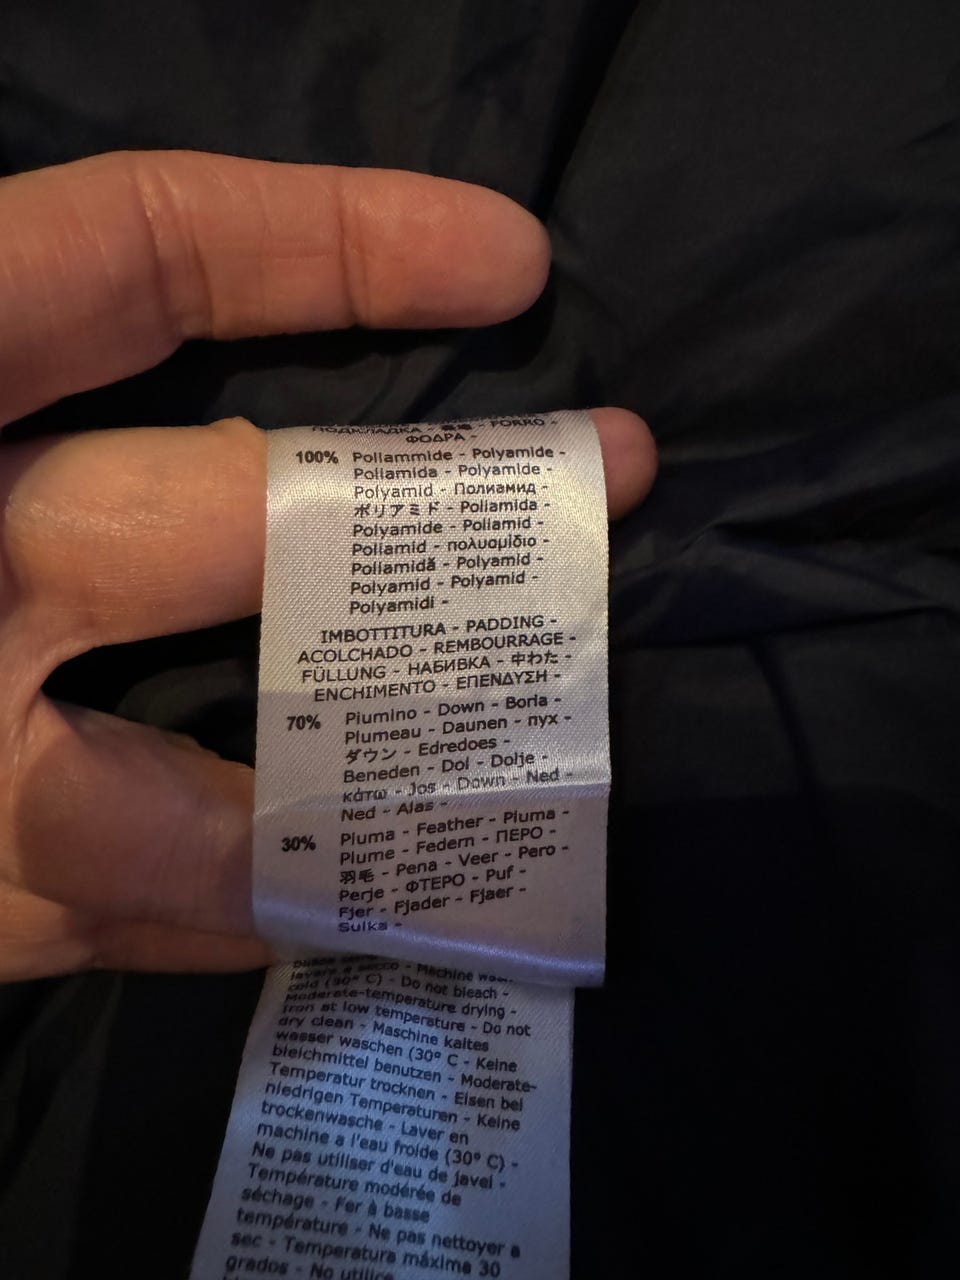 ПОДКЛАДКА - 裏地 - FORRO -
ΦΟΔΡΑ -
100% Poliammide - Polyamide -
Poliamida - Polyamide -
Polyamid - Полиамид -
ポリアミド - Poliamida -
Polyamide - Poliamid -
Poliamid - πολυαμίδιο -
Poliamidă - Polyamid -
Polyamid - Polyamid -
Polyamidi -
IMBOTTITURA - PADDING -
ACOLCHADO - REMBOURRAGE -
FÜLLUNG - НАБИВКА - 中わた -
ENCHIMENTO - ΕΠΕΝΔΥΣΗ -
70% Piumino - Down - Borla -
Plumeau - Daunen - пух -
ダウン - Edredoes -
Beneden - Dol - Dolje -
κάτω - Jos - Down - Ned -
Ned - Alas -
30% Piuma - Feather - Pluma -
Plume - Federn - ПЕРО -
羽毛 - Pena - Veer - Pero -
Perje - ΦΤΕΡΟ - Puf -
Fjer - Fjader - Fjaer -
Sulka -
lavare a secco - Machine
cold (30° C) - Do not bleach -
Moderate-temperature drying -
Iron at low temperature - Do not
dry clean - Maschine kaltes
wasser waschen (30° C - Keine
bleichmittel benutzen - Moderate-
Temperatur trocknen - Eisen bei
niedrigen Temperaturen - Keine
trockenwasche - Laver en
machine a l'eau froide (30° C) -
Ne pas utiliser d'eau de javel -
Température modérée de
séchage - Fer à basse
température - Ne pas nettoyer a
sec - Temperatura máxima 30
grados - No utilice